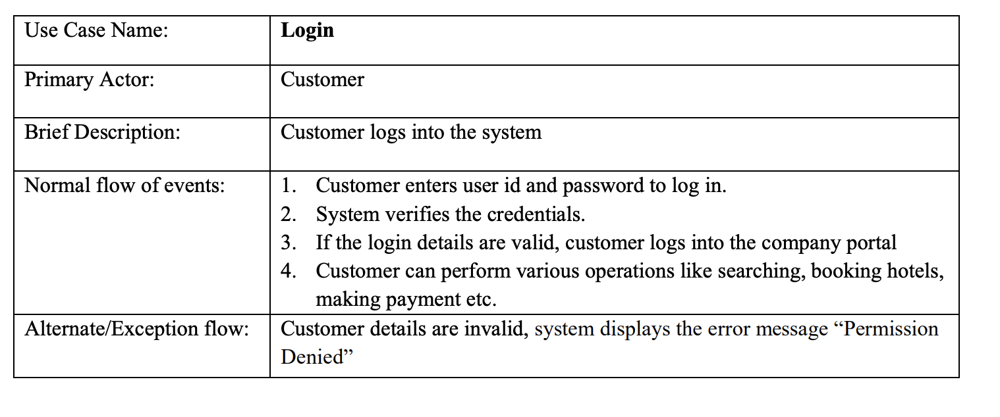 Use Case Name: Login
Primary Actor: Customer
Brief Description: Customer logs into the system
Normal flow of events: 1. Customer enters user id and password to log in.
2. System verifies the credentials.
3. If the login details are valid, customer logs into the company portal
4. Customer can perform various operations like searching, booking hotels,
making payment etc.
Alternate/Exception flow: Customer details are invalid, system displays the error message “Permission
Denied”